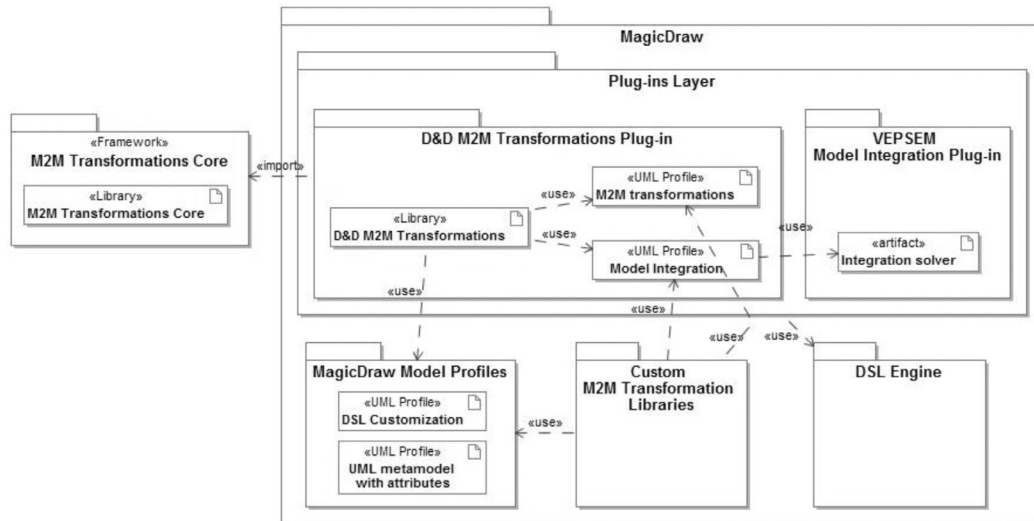 MagicDraw
Plug-ins Layer
«Framework»
M2M Transformations Core
«Library»
M2M Transformations Core
«import»
D&D M2M Transformations Plug-in
«Library»
D&D M2M Transformations
«use»
«UML Profile»
M2M transformations
«use»
«UML Profile»
Model Integration
VEPSEM
Model Integration Plug-in
«use»
«artifact»
Integration solver
«use»
«use»
«use»
«use»
MagicDraw Model Profiles
«UML Profile»
DSL Customization
«UML Profile»
UML metamodel
with attributes
«use»
Custom
M2M Transformation
Libraries
DSL Engine